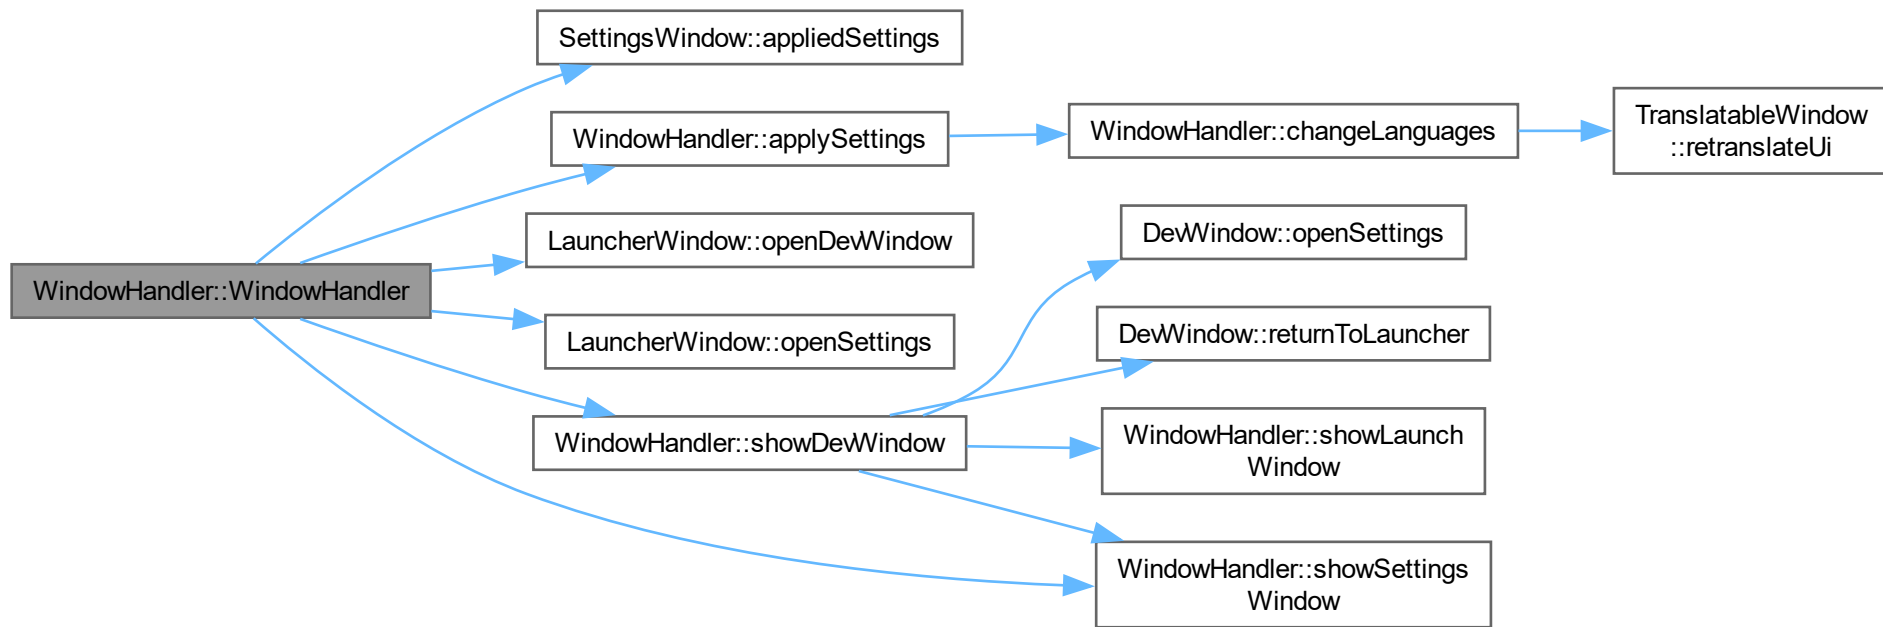 SettingsWindow::appliedSettings
WindowHandler::applySettings
WindowHandler::changeLanguages
TranslatableWindow
::retranslateUi
LauncherWindow::openDevWindow
DevWindow::openSettings
WindowHandler::WindowHandler
LauncherWindow::openSettings
DevWindow::returnToLauncher
WindowHandler::showDevWindow
WindowHandler::showLaunch
Window
WindowHandler::showSettings
Window